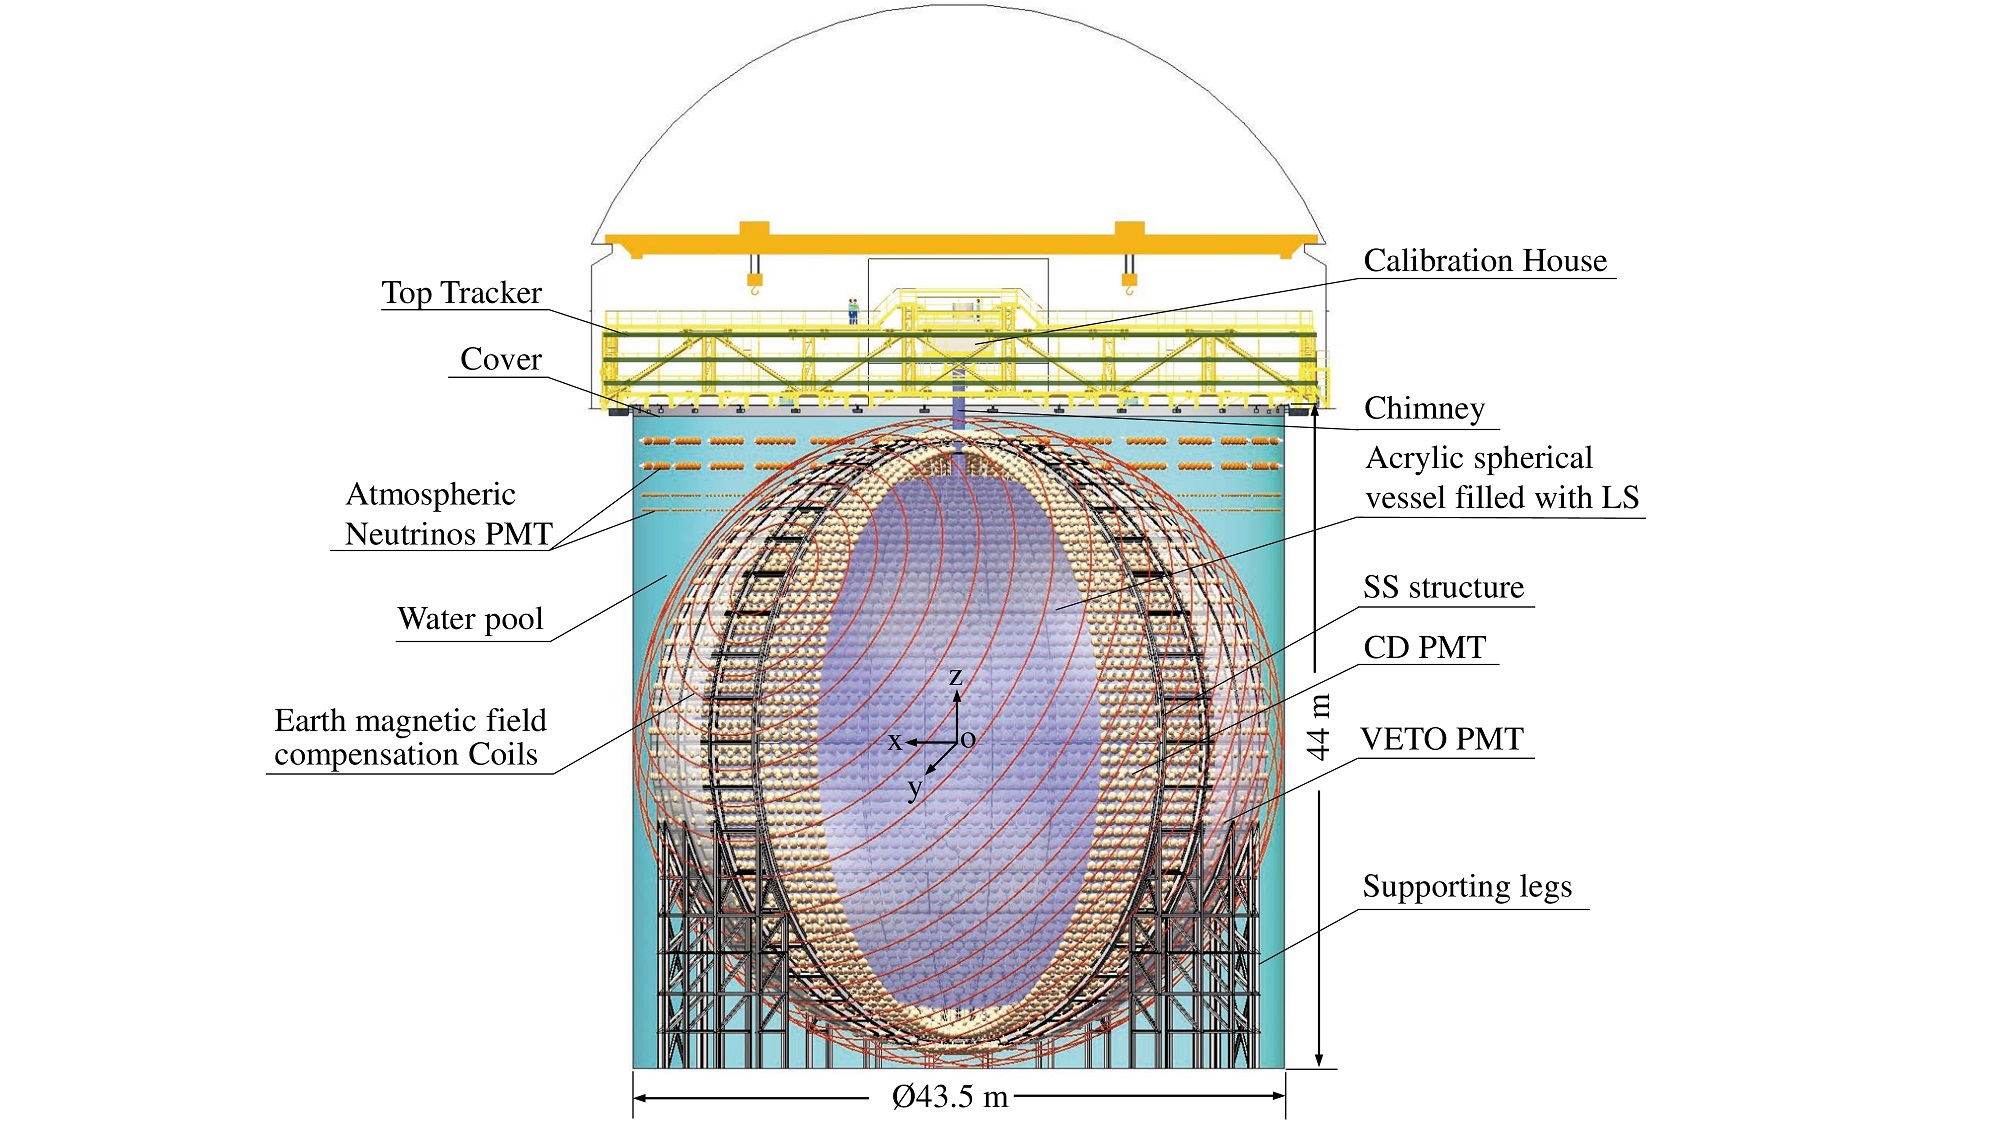 Top Tracker
Cover
Atmospheric
Neutrinos PMT
Water pool
Earth magnetic field
compensation Coils
Calibration House
Chimney
Acrylic spherical
vessel filled with LS
SS structure
CD PMT
VETO PMT
Supporting legs
z
x
o
y
44 m
Ø43.5 m